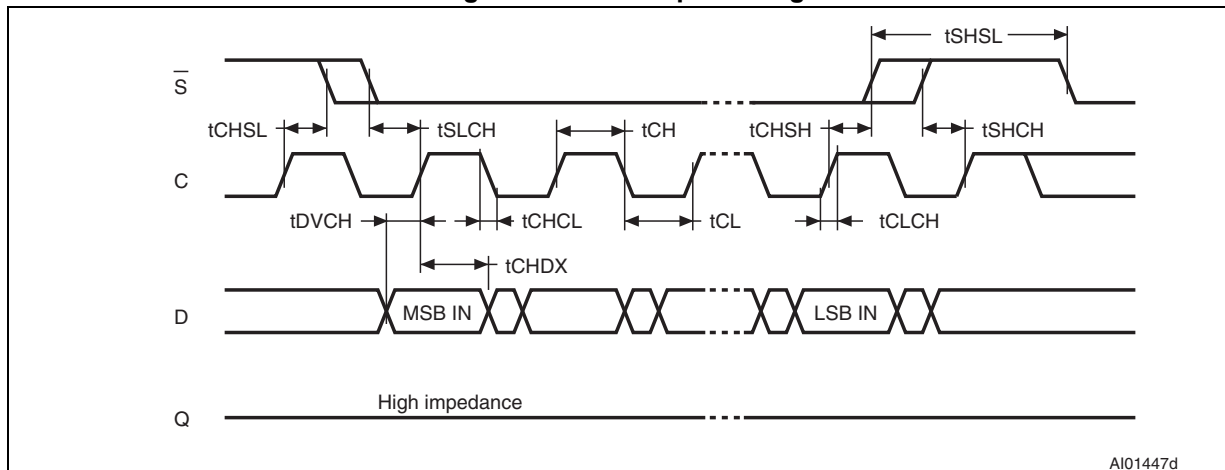 tSHSL
S
tCHSL
tSLCH
tCH
tCHSH
tSHCH
C
tDVCH
tCHCL
tCL
tCLCH
tCHDX
D
MSB IN
LSB IN
High impedance
Q
AI01447d